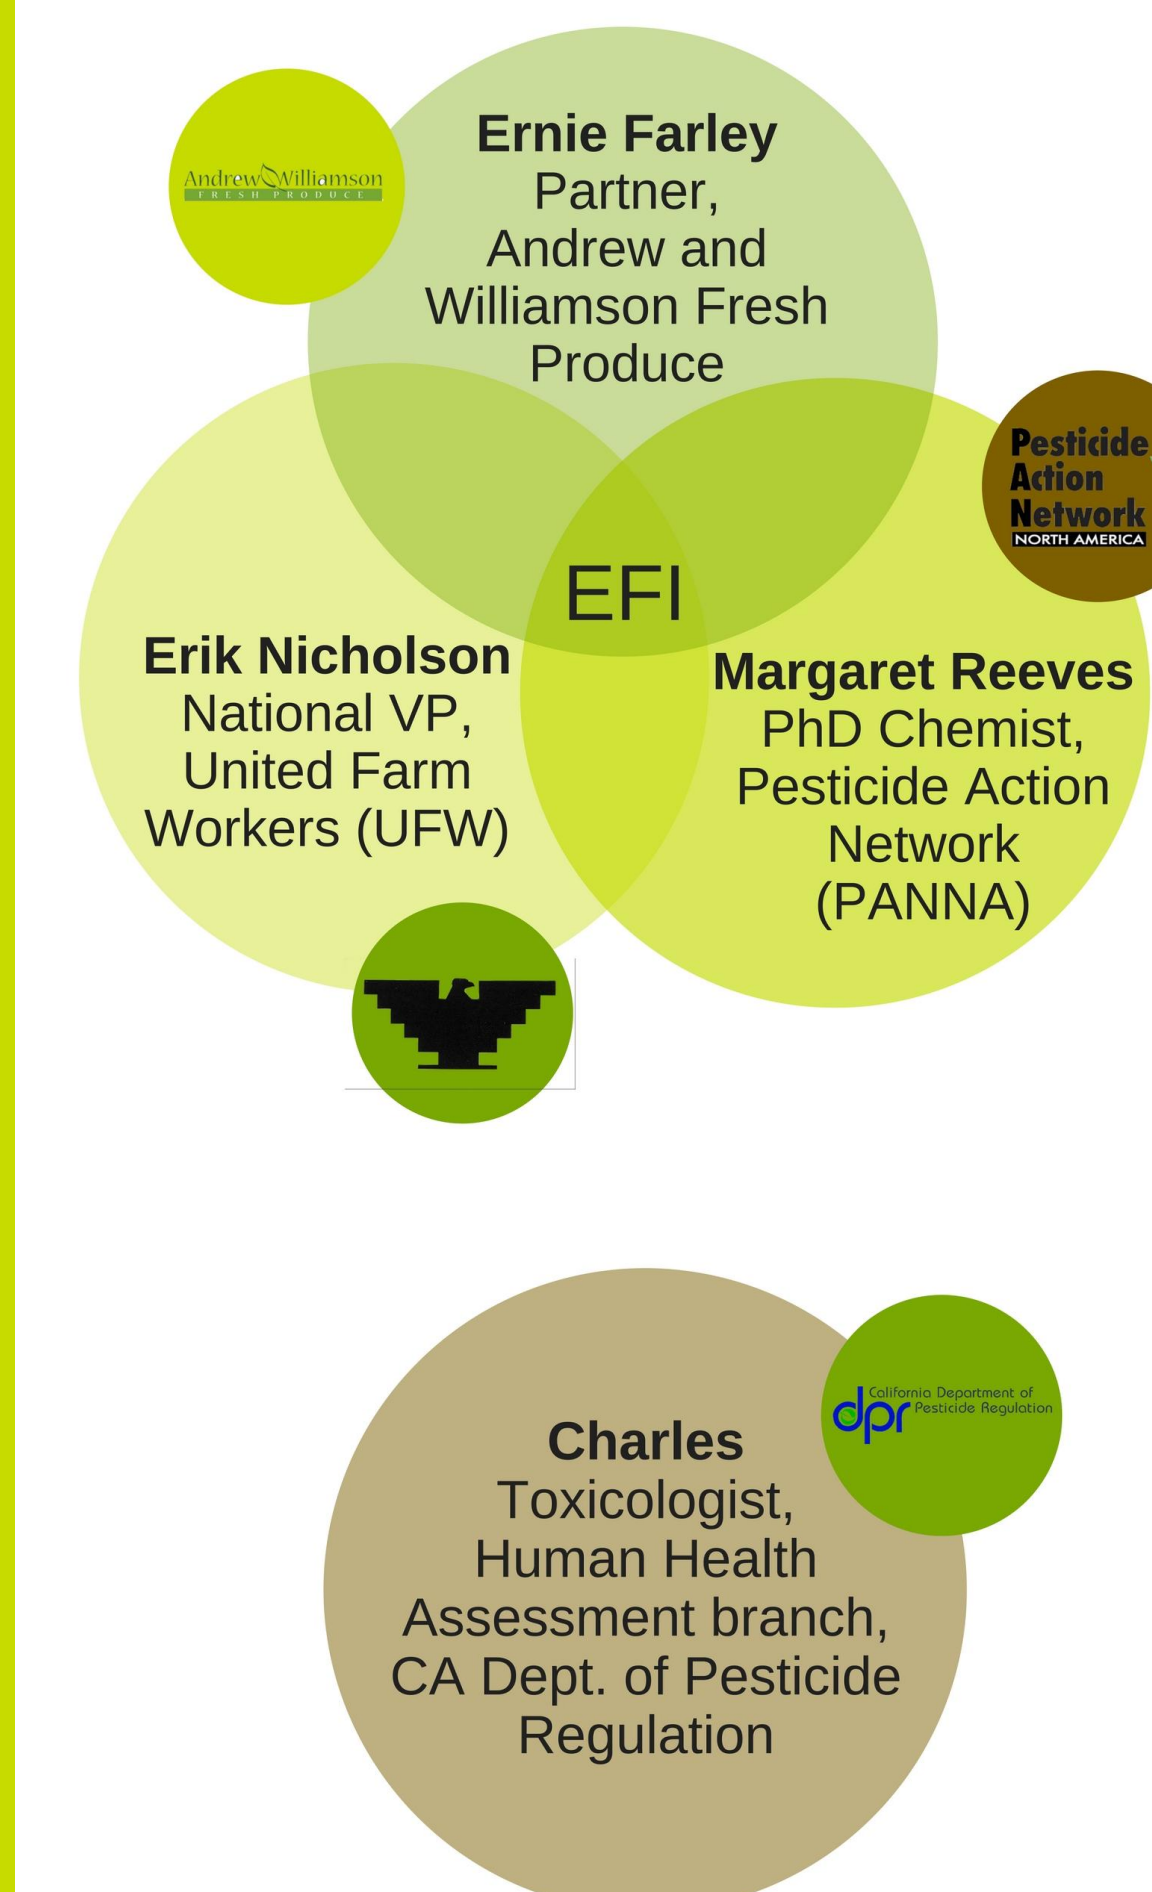 Andrew Williamson
FRESH PRODUCE
Ernie Farley
Partner,
Andrew and
Williamson Fresh
Produce
Pesticide
Action
Network
NORTH AMERICA
EFI
Erik Nicholson
National VP,
United Farm
Workers (UFW)
Margaret Reeves
PhD Chemist,
Pesticide Action
Network
(PANNA)
dpr
California Department of
Pesticide Regulation
Charles
Toxicologist,
Human Health
Assessment branch,
CA Dept. of Pesticide
Regulation